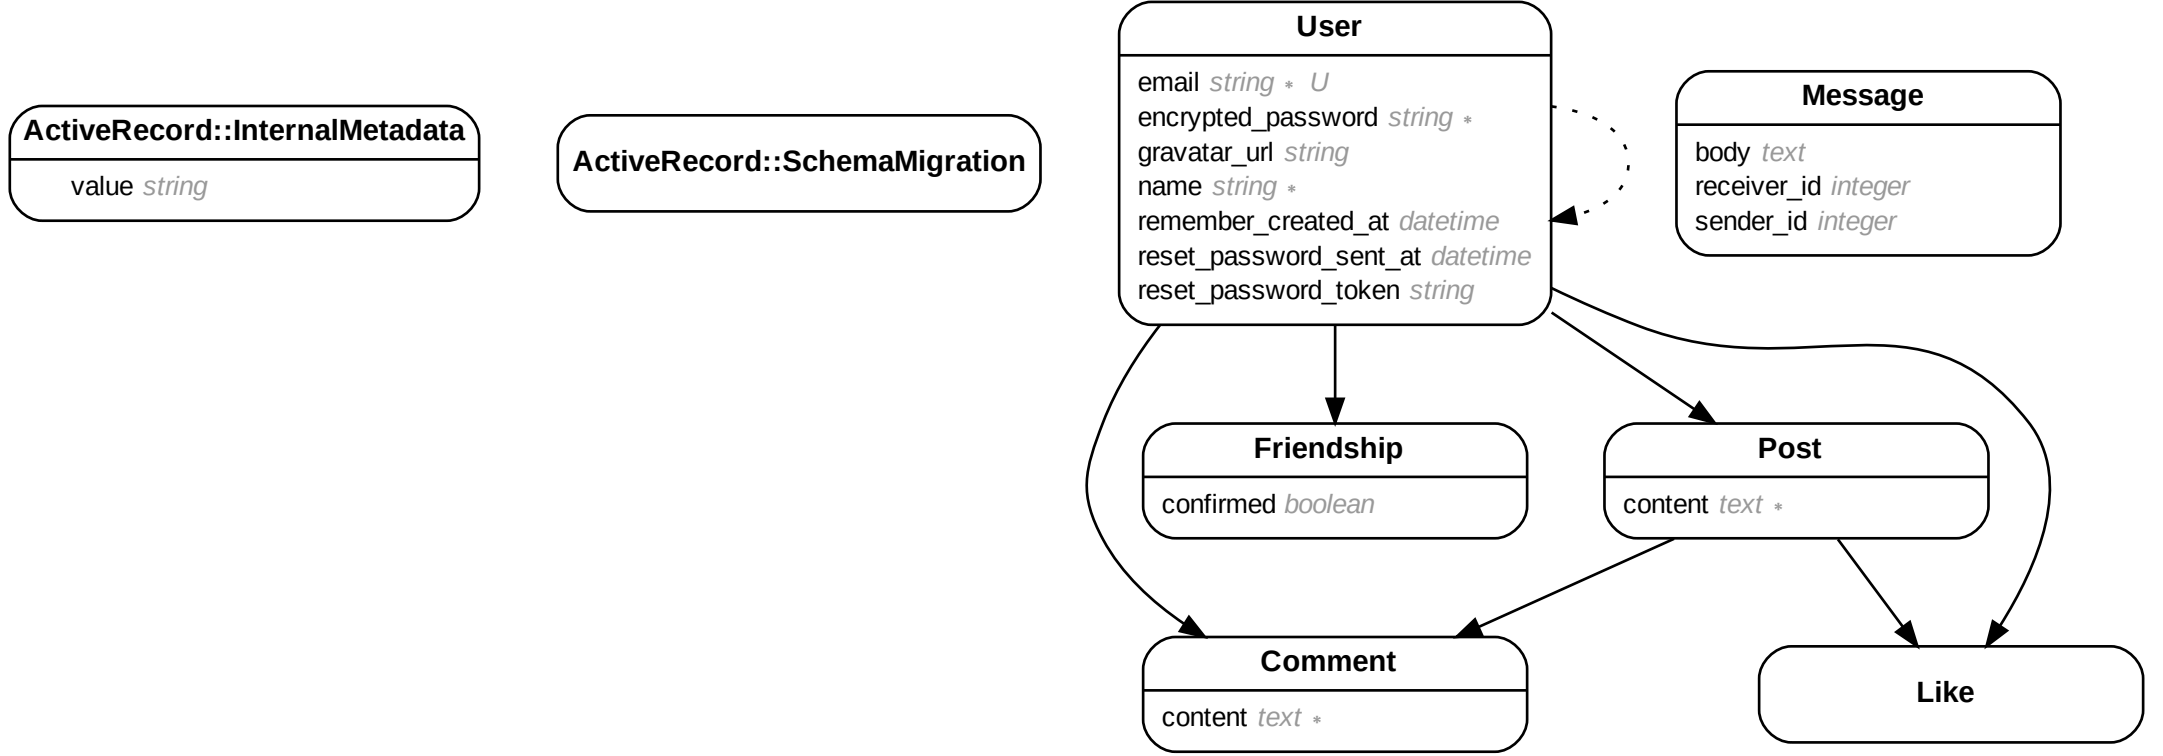 ActiveRecord::InternalMetadata
value string
ActiveRecord::SchemaMigration
User
email string * U
encrypted_password string *
gravatar_url string
name string *
remember_created_at datetime
reset_password_sent_at datetime
reset_password_token string
Message
body text
receiver_id integer
sender_id integer
Friendship
confirmed boolean
Post
content text *
Comment
content text *
Like